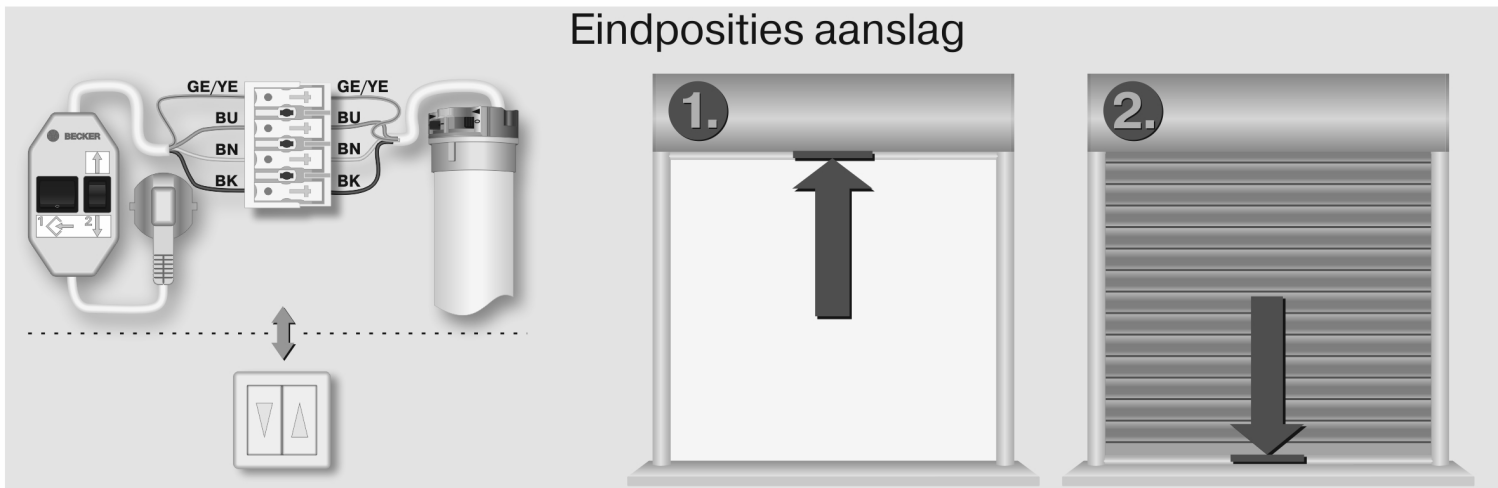 Eindposities aanslag
GE/YE GE/YE
BU BU
BN BN
BK BK
BECKER
1 2
1.
2.